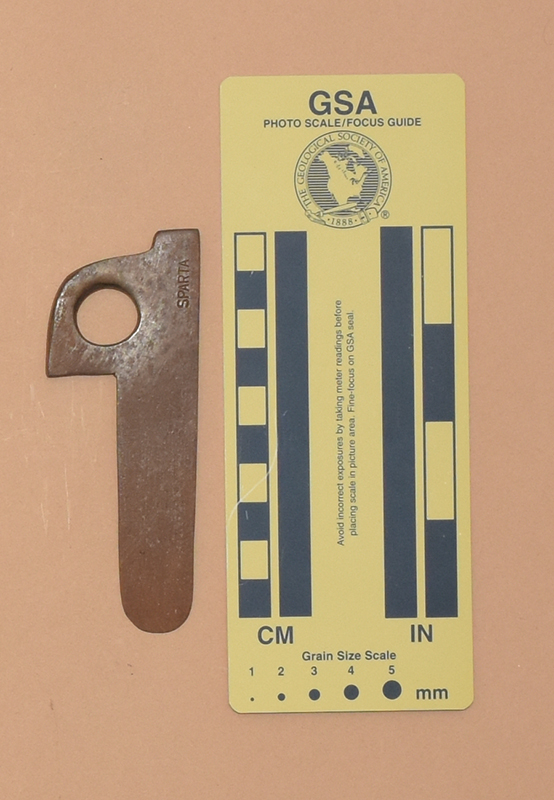 SPARTA
GSA
PHOTO SCALE/FOCUS GUIDE
THE GEOLOGICAL SOCIETY OF AMERICA
·1888·
®
Avoid incorrect exposures by taking meter readings before
placing scale in picture area. Fine-focus on GSA seal.
CM
IN
Grain Size Scale
1 2 3 4 5
mm